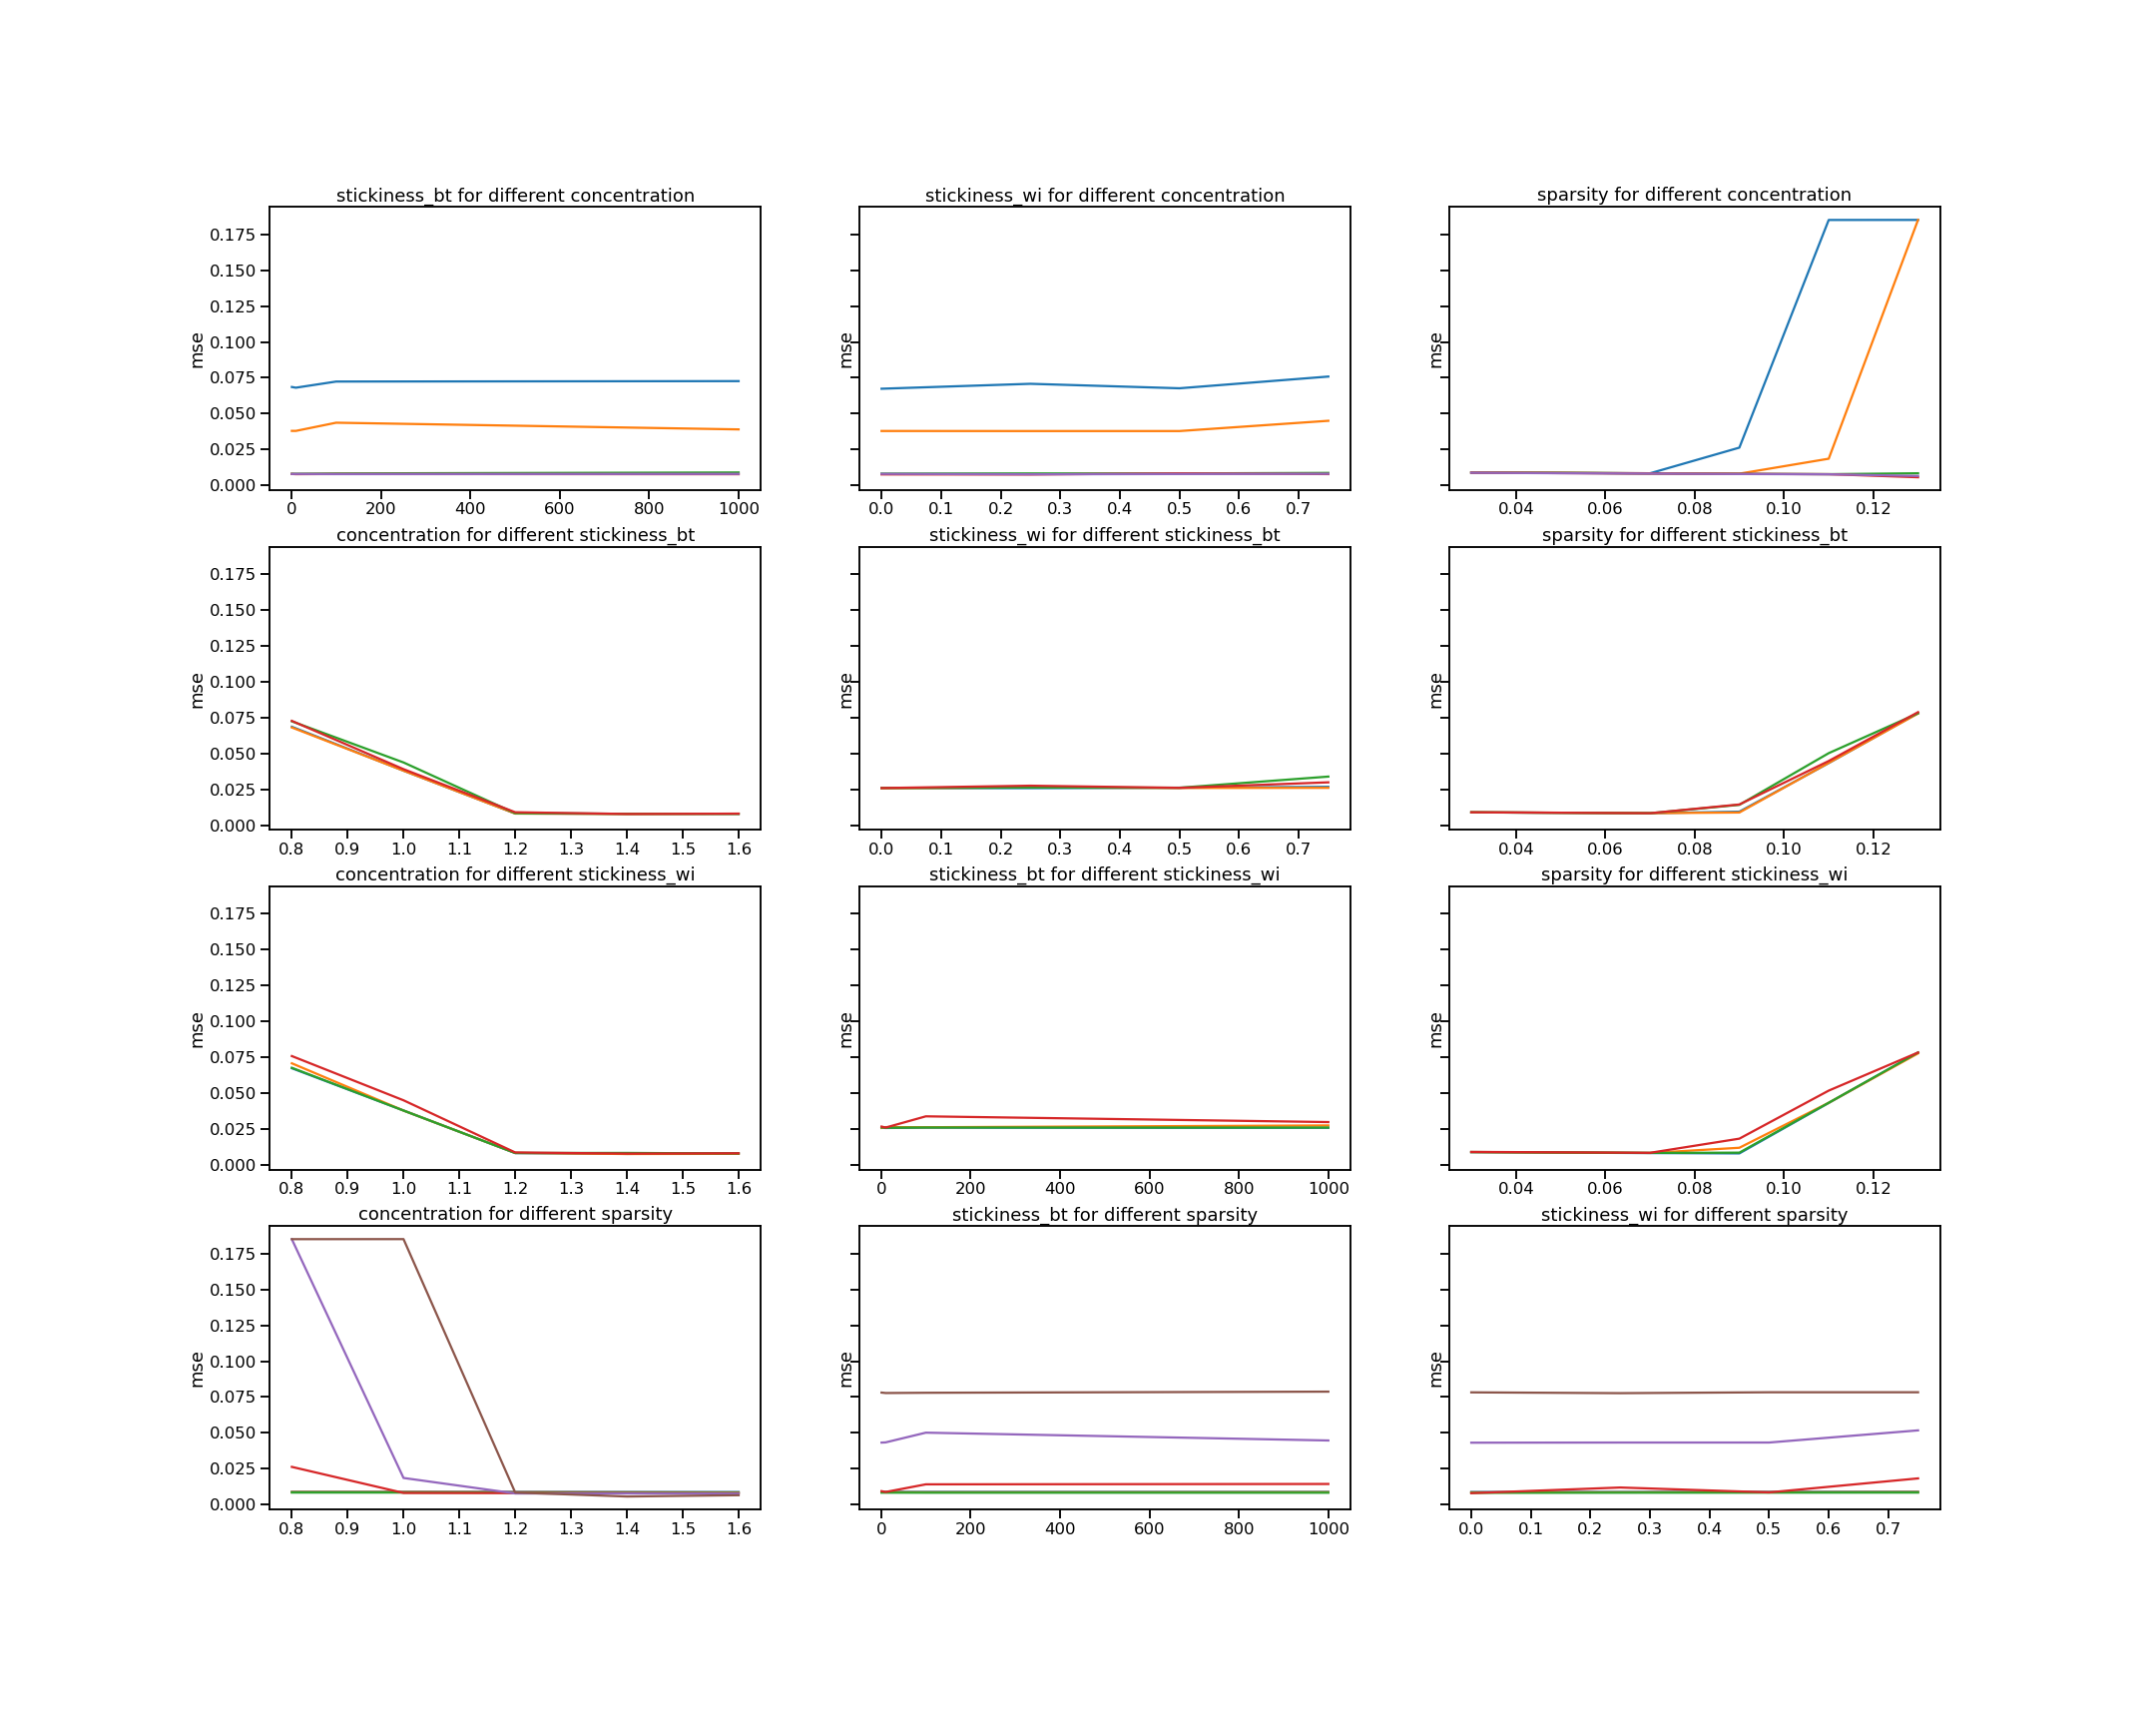 stickiness_bt for different concentration
stickiness_wi for different concentration
sparsity for different concentration
mse
0.175
0.150
0.125
0.100
0.075
0.050
0.025
0.000
0 200 400 600 800 1000
mse
0.0 0.1 0.2 0.3 0.4 0.5 0.6 0.7
mse
0.04 0.06 0.08 0.10 0.12
concentration for different stickiness_bt
stickiness_wi for different stickiness_bt
sparsity for different stickiness_bt
mse
0.175
0.150
0.125
0.100
0.075
0.050
0.025
0.000
0.8 0.9 1.0 1.1 1.2 1.3 1.4 1.5 1.6
mse
0.0 0.1 0.2 0.3 0.4 0.5 0.6 0.7
mse
0.04 0.06 0.08 0.10 0.12
concentration for different stickiness_wi
stickiness_bt for different stickiness_wi
sparsity for different stickiness_wi
mse
0.175
0.150
0.125
0.100
0.075
0.050
0.025
0.000
0.8 0.9 1.0 1.1 1.2 1.3 1.4 1.5 1.6
mse
0 200 400 600 800 1000
mse
0.04 0.06 0.08 0.10 0.12
concentration for different sparsity
stickiness_bt for different sparsity
stickiness_wi for different sparsity
mse
0.175
0.150
0.125
0.100
0.075
0.050
0.025
0.000
0.8 0.9 1.0 1.1 1.2 1.3 1.4 1.5 1.6
mse
0 200 400 600 800 1000
mse
0.0 0.1 0.2 0.3 0.4 0.5 0.6 0.7